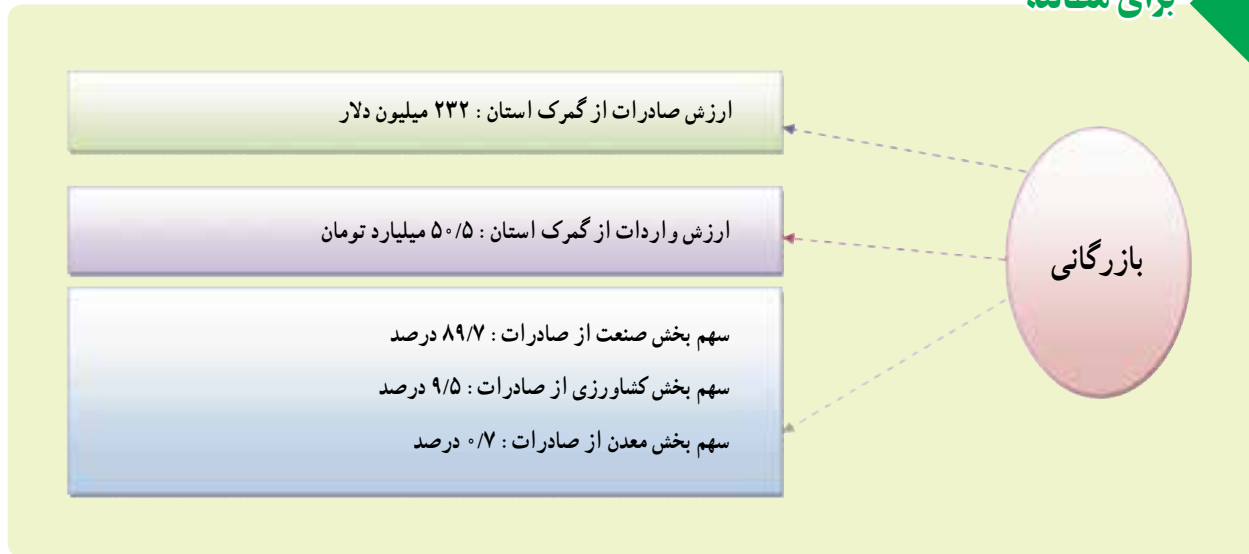 برای مطالعه
ارزش صادرات از گمرک استان : ۲۳۲ میلیون دلار
ارزش واردات از گمرک استان : ۵۰/۵ میلیارد تومان
بازرگانی
سهم بخش صنعت از صادرات : ۸۹/۷ درصد
سهم بخش کشاورزی از صادرات : ۹/۵ درصد
سهم بخش معدن از صادرات : ۰/۷ درصد